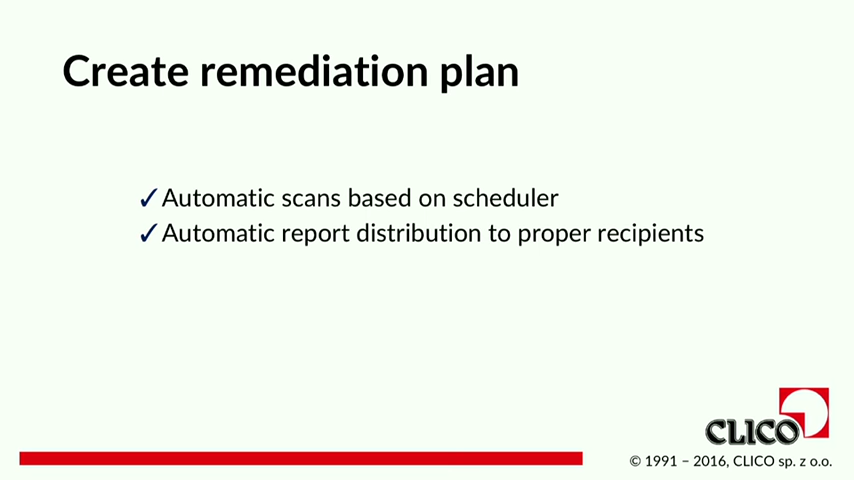 Create remediation plan
✓Automatic scans based on scheduler
✓Automatic report distribution to proper recipients
CLICO
© 1991 – 2016, CLICO sp. z o.o.